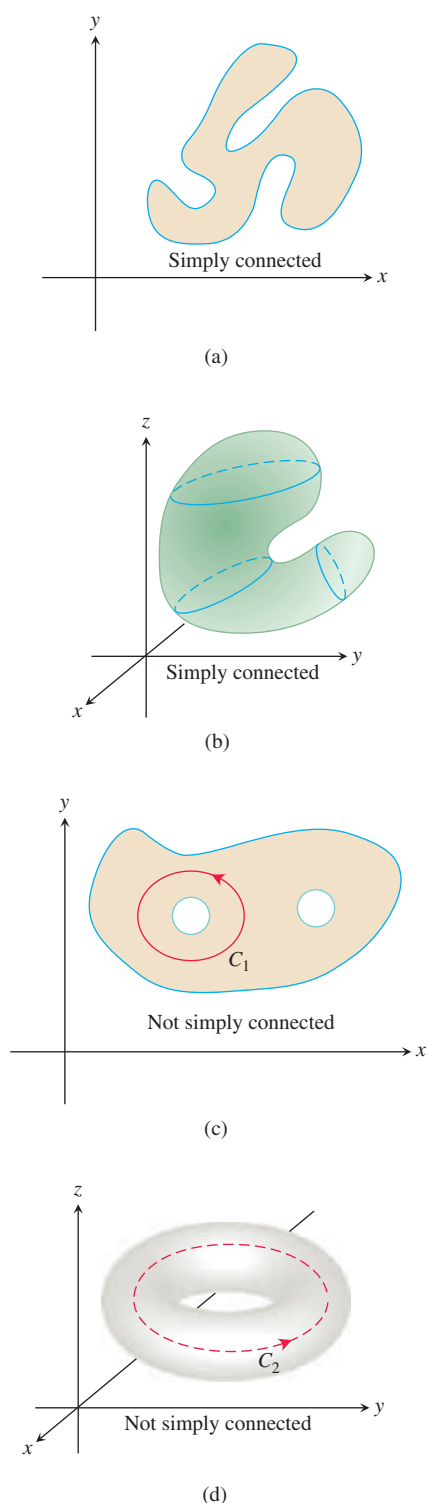 y
Simply connected
x
(a)
z
y
Simply connected
x
(b)
y
C₁
Not simply connected
x
(c)
z
C₂
y
Not simply connected
x
(d)